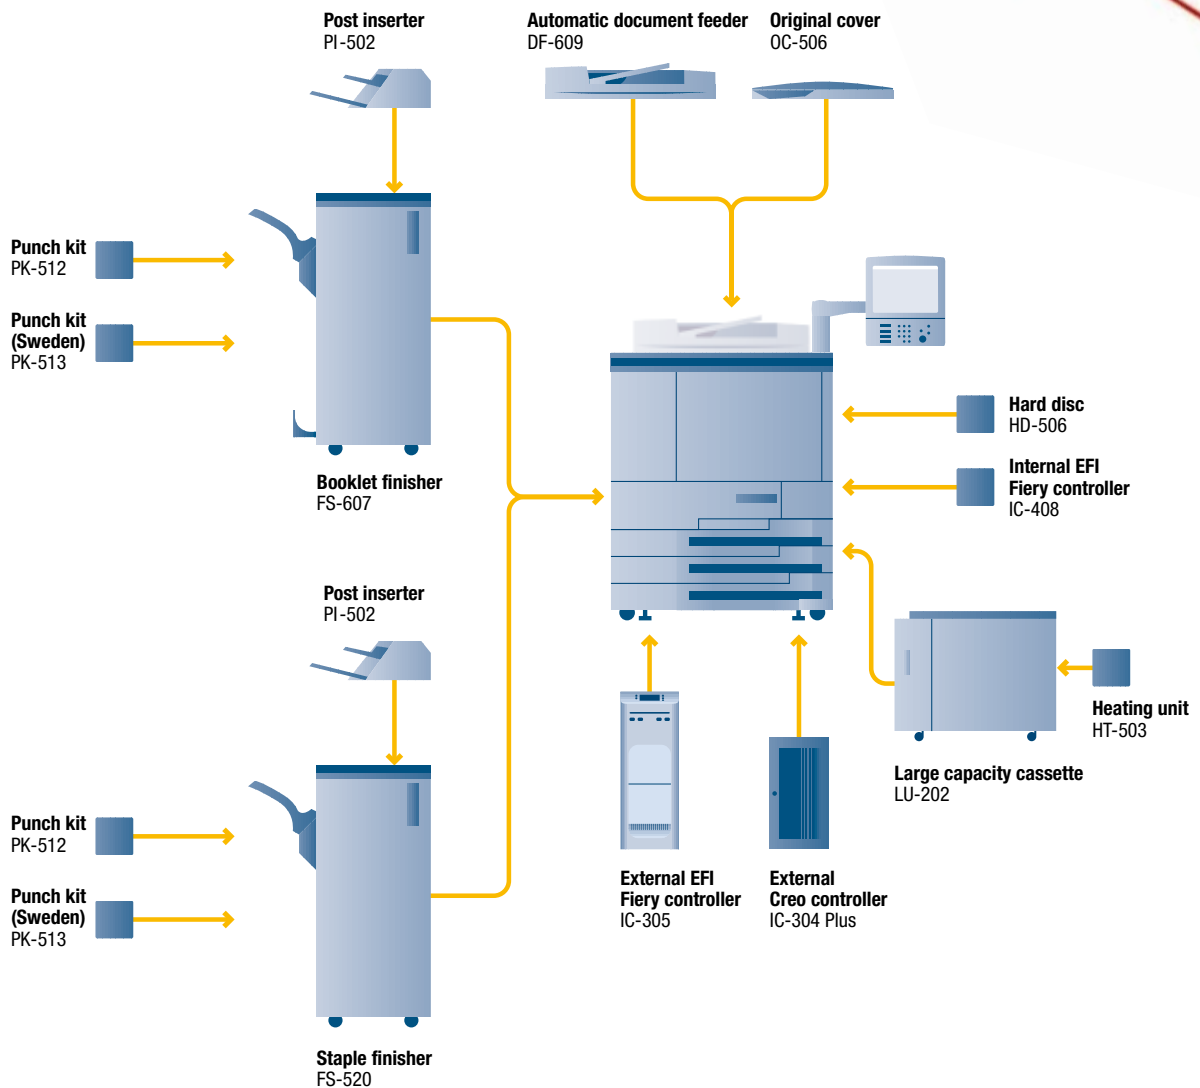 Post inserter
PI-502
Automatic document feeder
DF-609
Original cover
OC-506
Punch kit
PK-512
Punch kit
(Sweden)
PK-513
Booklet finisher
FS-607
Hard disc
HD-506
Internal EFI
Fiery controller
IC-408
Post inserter
PI-502
Heating unit
HT-503
Large capacity cassette
LU-202
Punch kit
PK-512
Punch kit
(Sweden)
PK-513
External EFI
Fiery controller
IC-305
External
Creo controller
IC-304 Plus
Staple finisher
FS-520